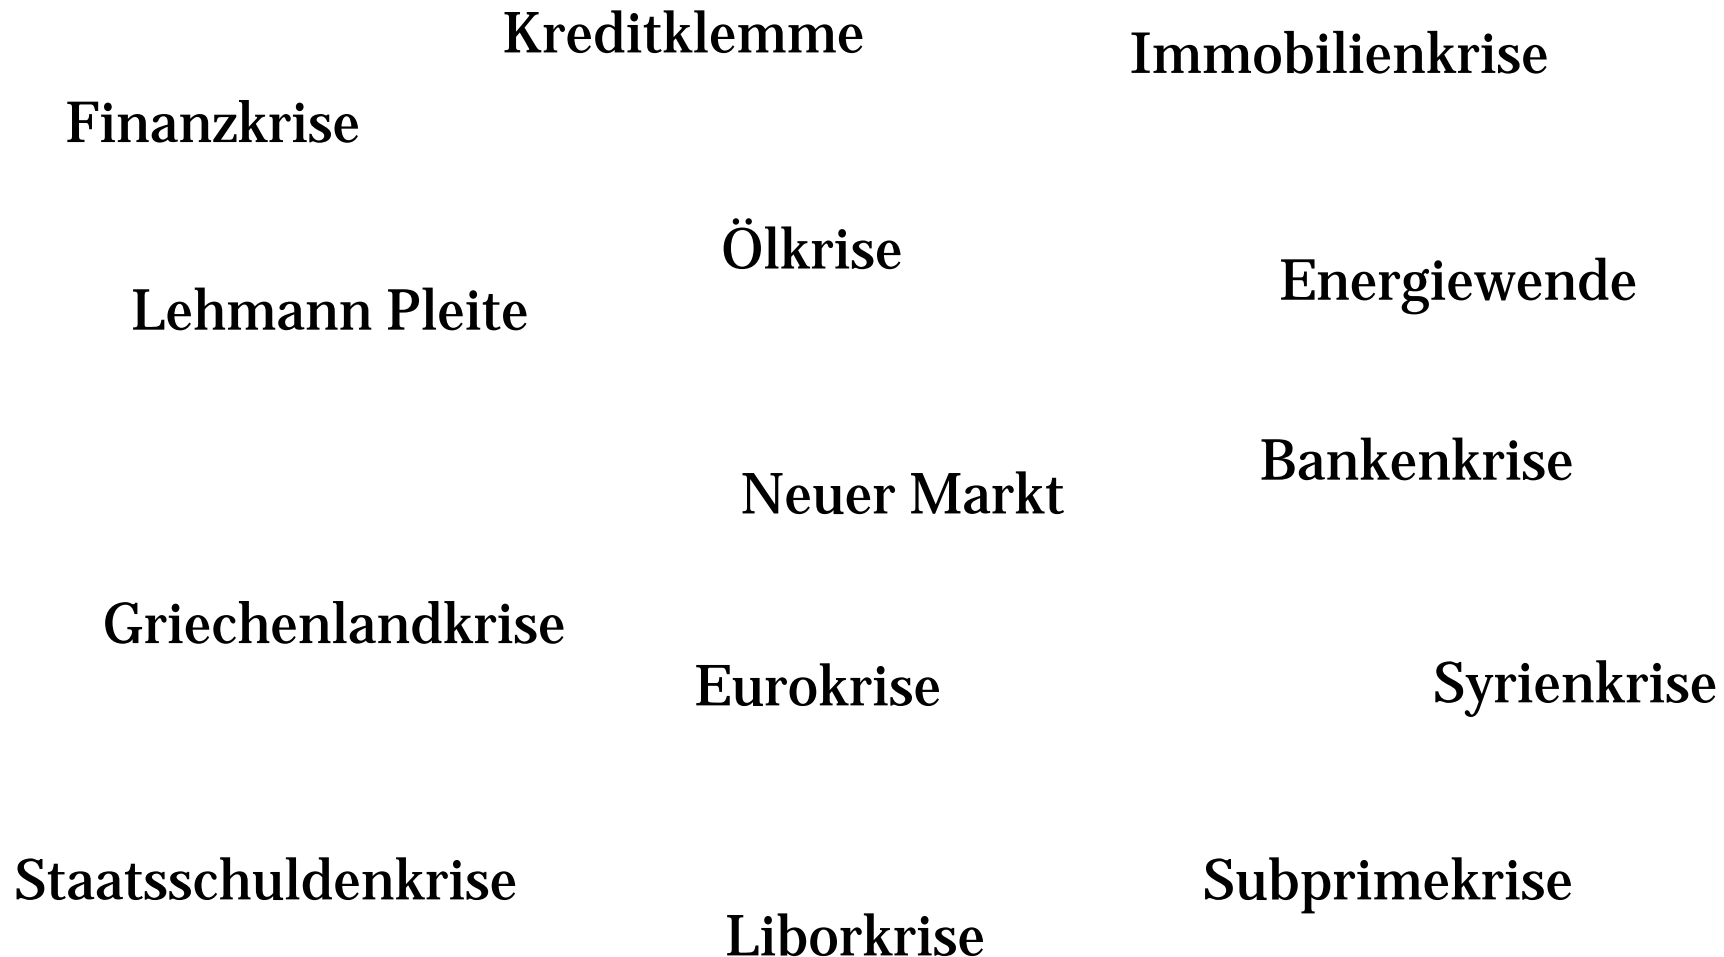 Kreditklemme
Immobilienkrise
Finanzkrise
Ölkrise
Energiewende
Lehmann Pleite
Bankenkrise
Neuer Markt
Griechenlandkrise
Eurokrise
Syrienkrise
Staatsschuldenkrise
Subprimekrise
Liborkrise